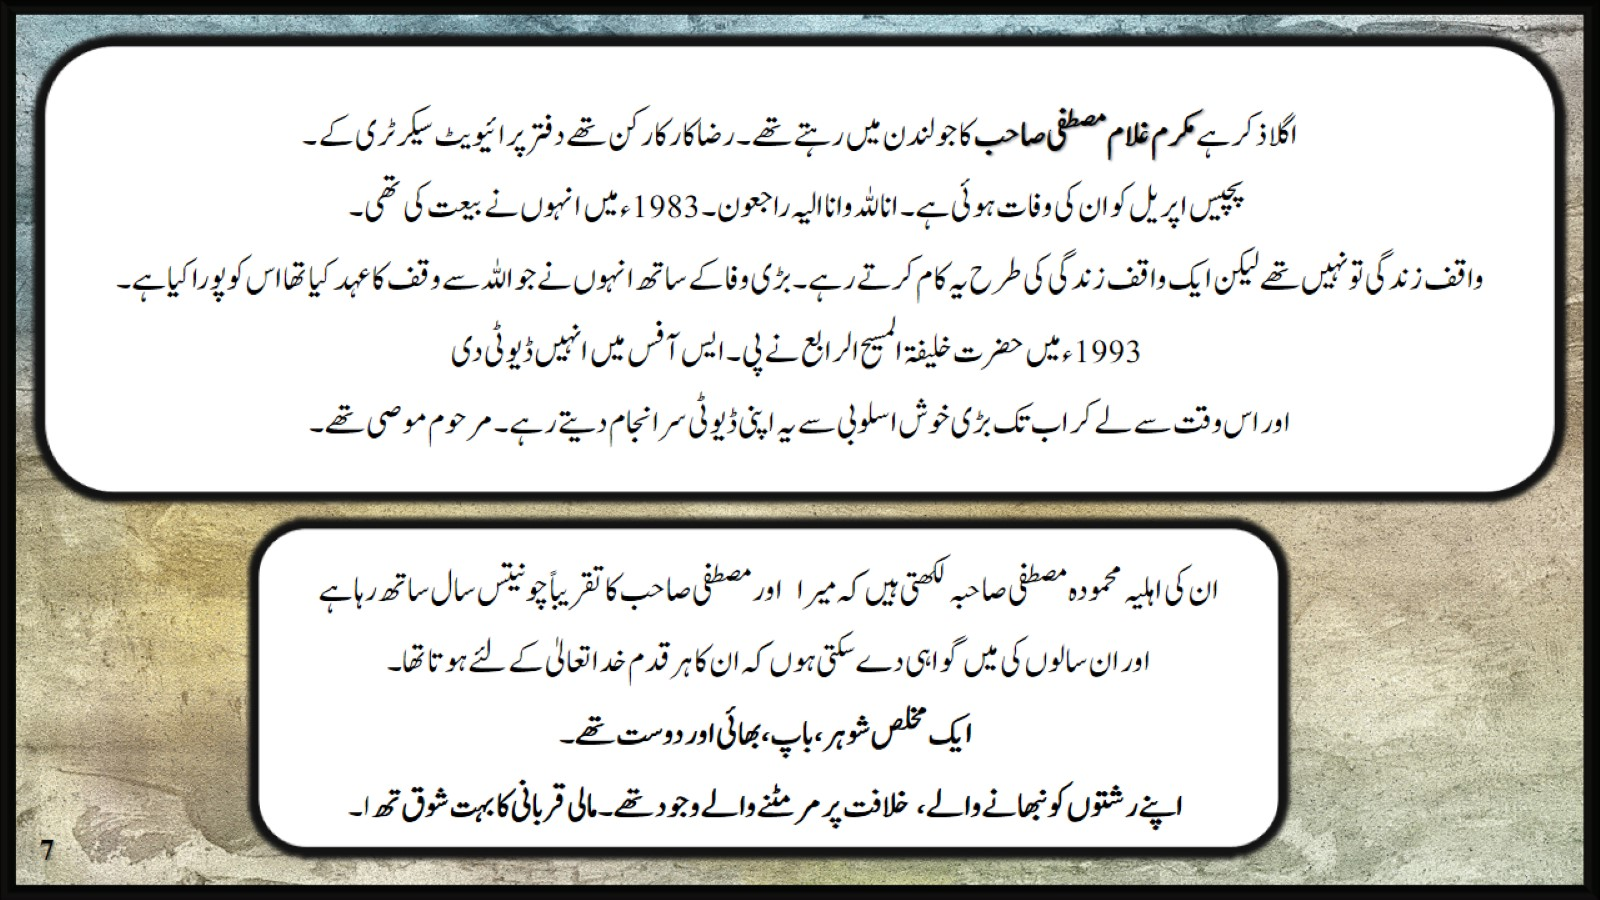 اگلا ذکر ہے مکرم غلام مصطفیٰ صاحب کا جو لندن میں رہتے تھے۔ رضاکار کارکن تھے دفتر پرائیویٹ سیکرٹری کے۔
پچیس اپریل کو ان کی وفات ہوئی ہے۔ انا للہ وانا الیہ راجعون۔ 1983ء میں انہوں نے بیعت کی تھی۔
واقف زندگی تو نہیں تھے لیکن ایک واقف زندگی کی طرح یہ کام کرتے رہے۔ بڑی وفا کے ساتھ انہوں نے جو اللہ سے وقف کا عہد کیا تھا اس کو پورا کیا ہے۔
1993ء میں حضرت خلیفۃ المسیح الرابع نے پی۔ ایس آفس میں انہیں ڈیوٹی دی
اور اس وقت سے لے کر اب تک بڑی خوش اسلوبی سے یہ اپنی ڈیوٹی سرانجام دیتے رہے۔ مرحوم موصی تھے۔
ان کی اہلیہ محمودہ مصطفیٰ صاحبہ لکھتی ہیں کہ میرا اور مصطفیٰ صاحب کا تقریباً چونیتس سال ساتھ رہا ہے
اور ان سالوں کی میں گواہی دے سکتی ہوں کہ ان کا ہر قدم خدا تعالیٰ کے لئے ہوتا تھا۔
ایک مخلص شوہر، باپ، بھائی اور دوست تھے۔
اپنے رشتوں کو نبھانے والے، خلافت پر مر مٹنے والے وجود تھے۔ مالی قربانی کا بہت شوق تھا۔
7